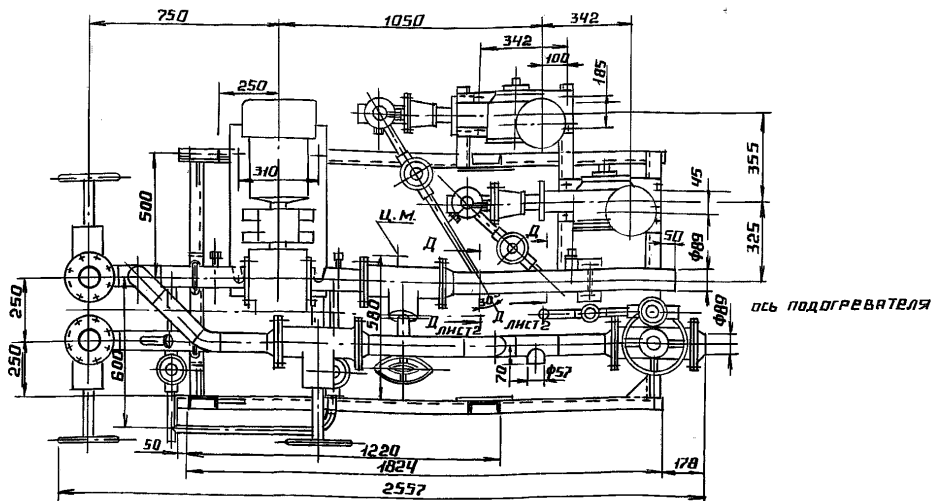 750
1050
342
342
100
185
250
310
500
Ц.М.
355
45
325
50
Ф89
Д
Д
580
30°
Д
ЛИСТ2
Д
ЛИСТ2
ОСЬ ПОДОГРЕВАТЕЛЯ
250
250
600
70
Ф57
Ф89
50
1220
1824
178
2557